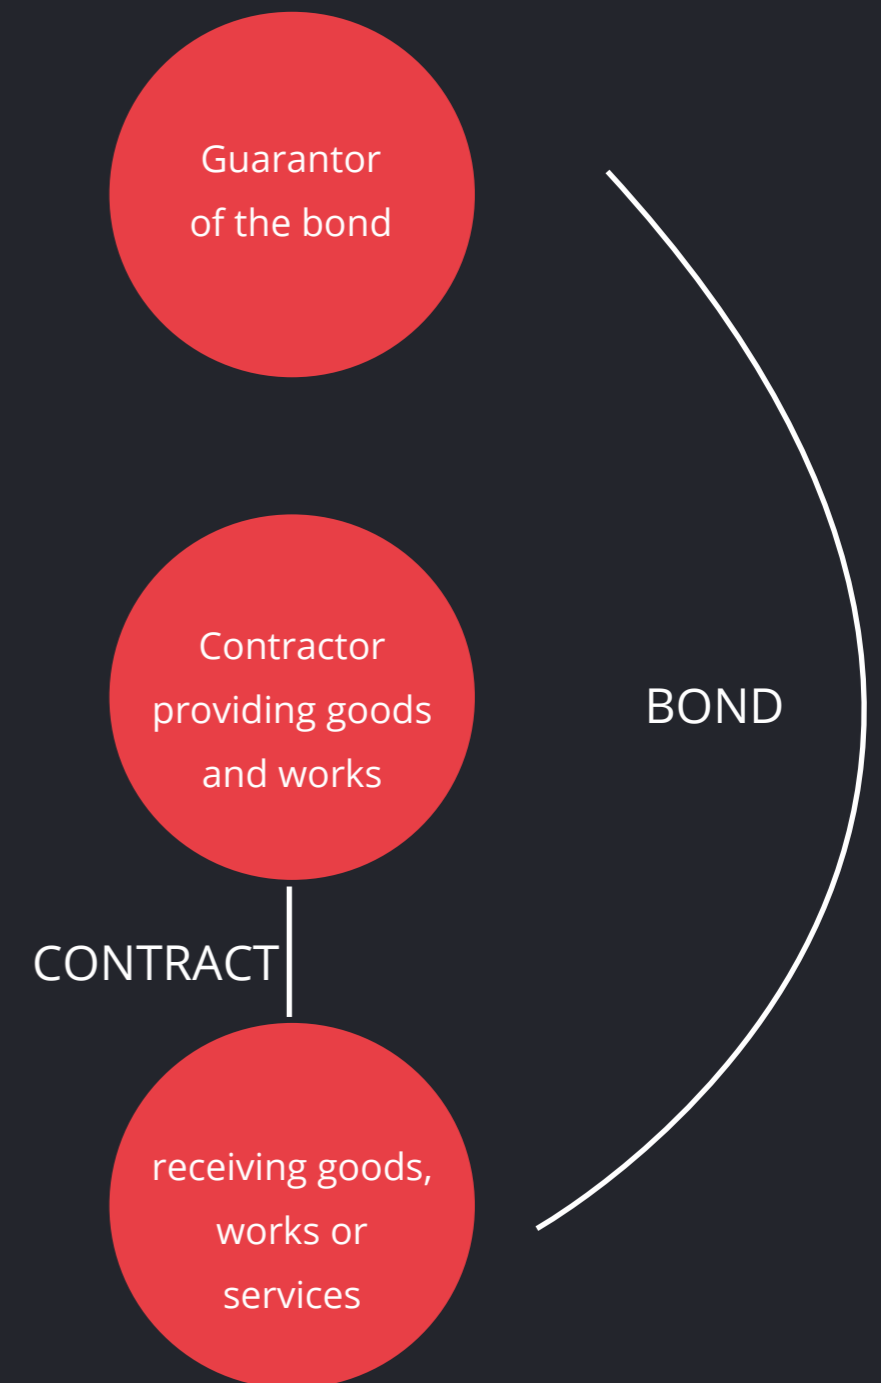 Guarantor
of the bond
Contractor
providing goods
and works
BOND
CONTRACT
receiving goods,
works or
services